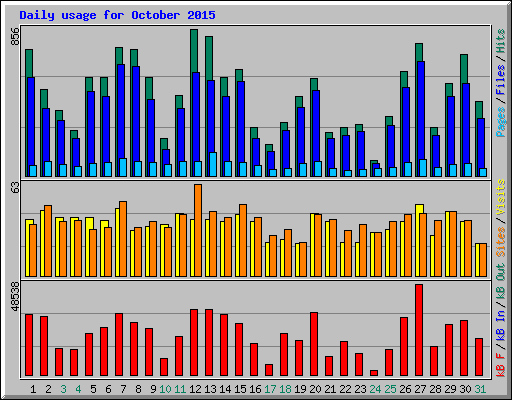 Daily usage for October 2015
856
Pages / Files / Hits
63
Sites / Visits
48538
kB F / kB In / kB Out
1 2 3 4 5 6 7 8 9 10 11 12 13 14 15 16 17 18 19 20 21 22 23 24 25 26 27 28 29 30 31